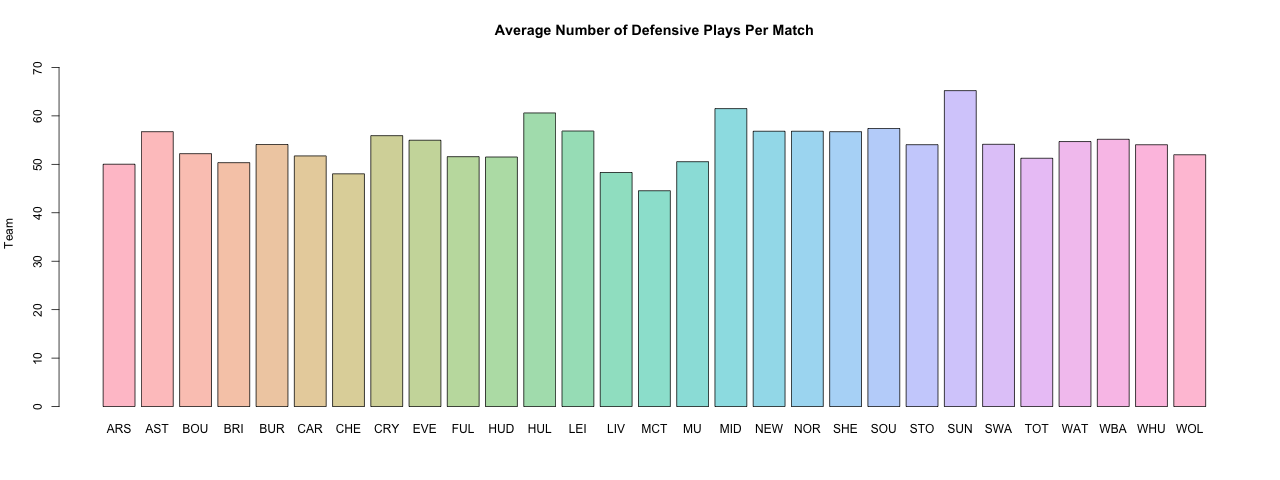 Average Number of Defensive Plays Per Match
70
60
50
40
30
20
10
0
Team
ARS AST BOU BRI BUR CAR CHE CRY EVE FUL HUD HUL LEI LIV MCT MU MID NEW NOR SHE SOU STO SUN SWA TOT WAT WBA WHU WOL